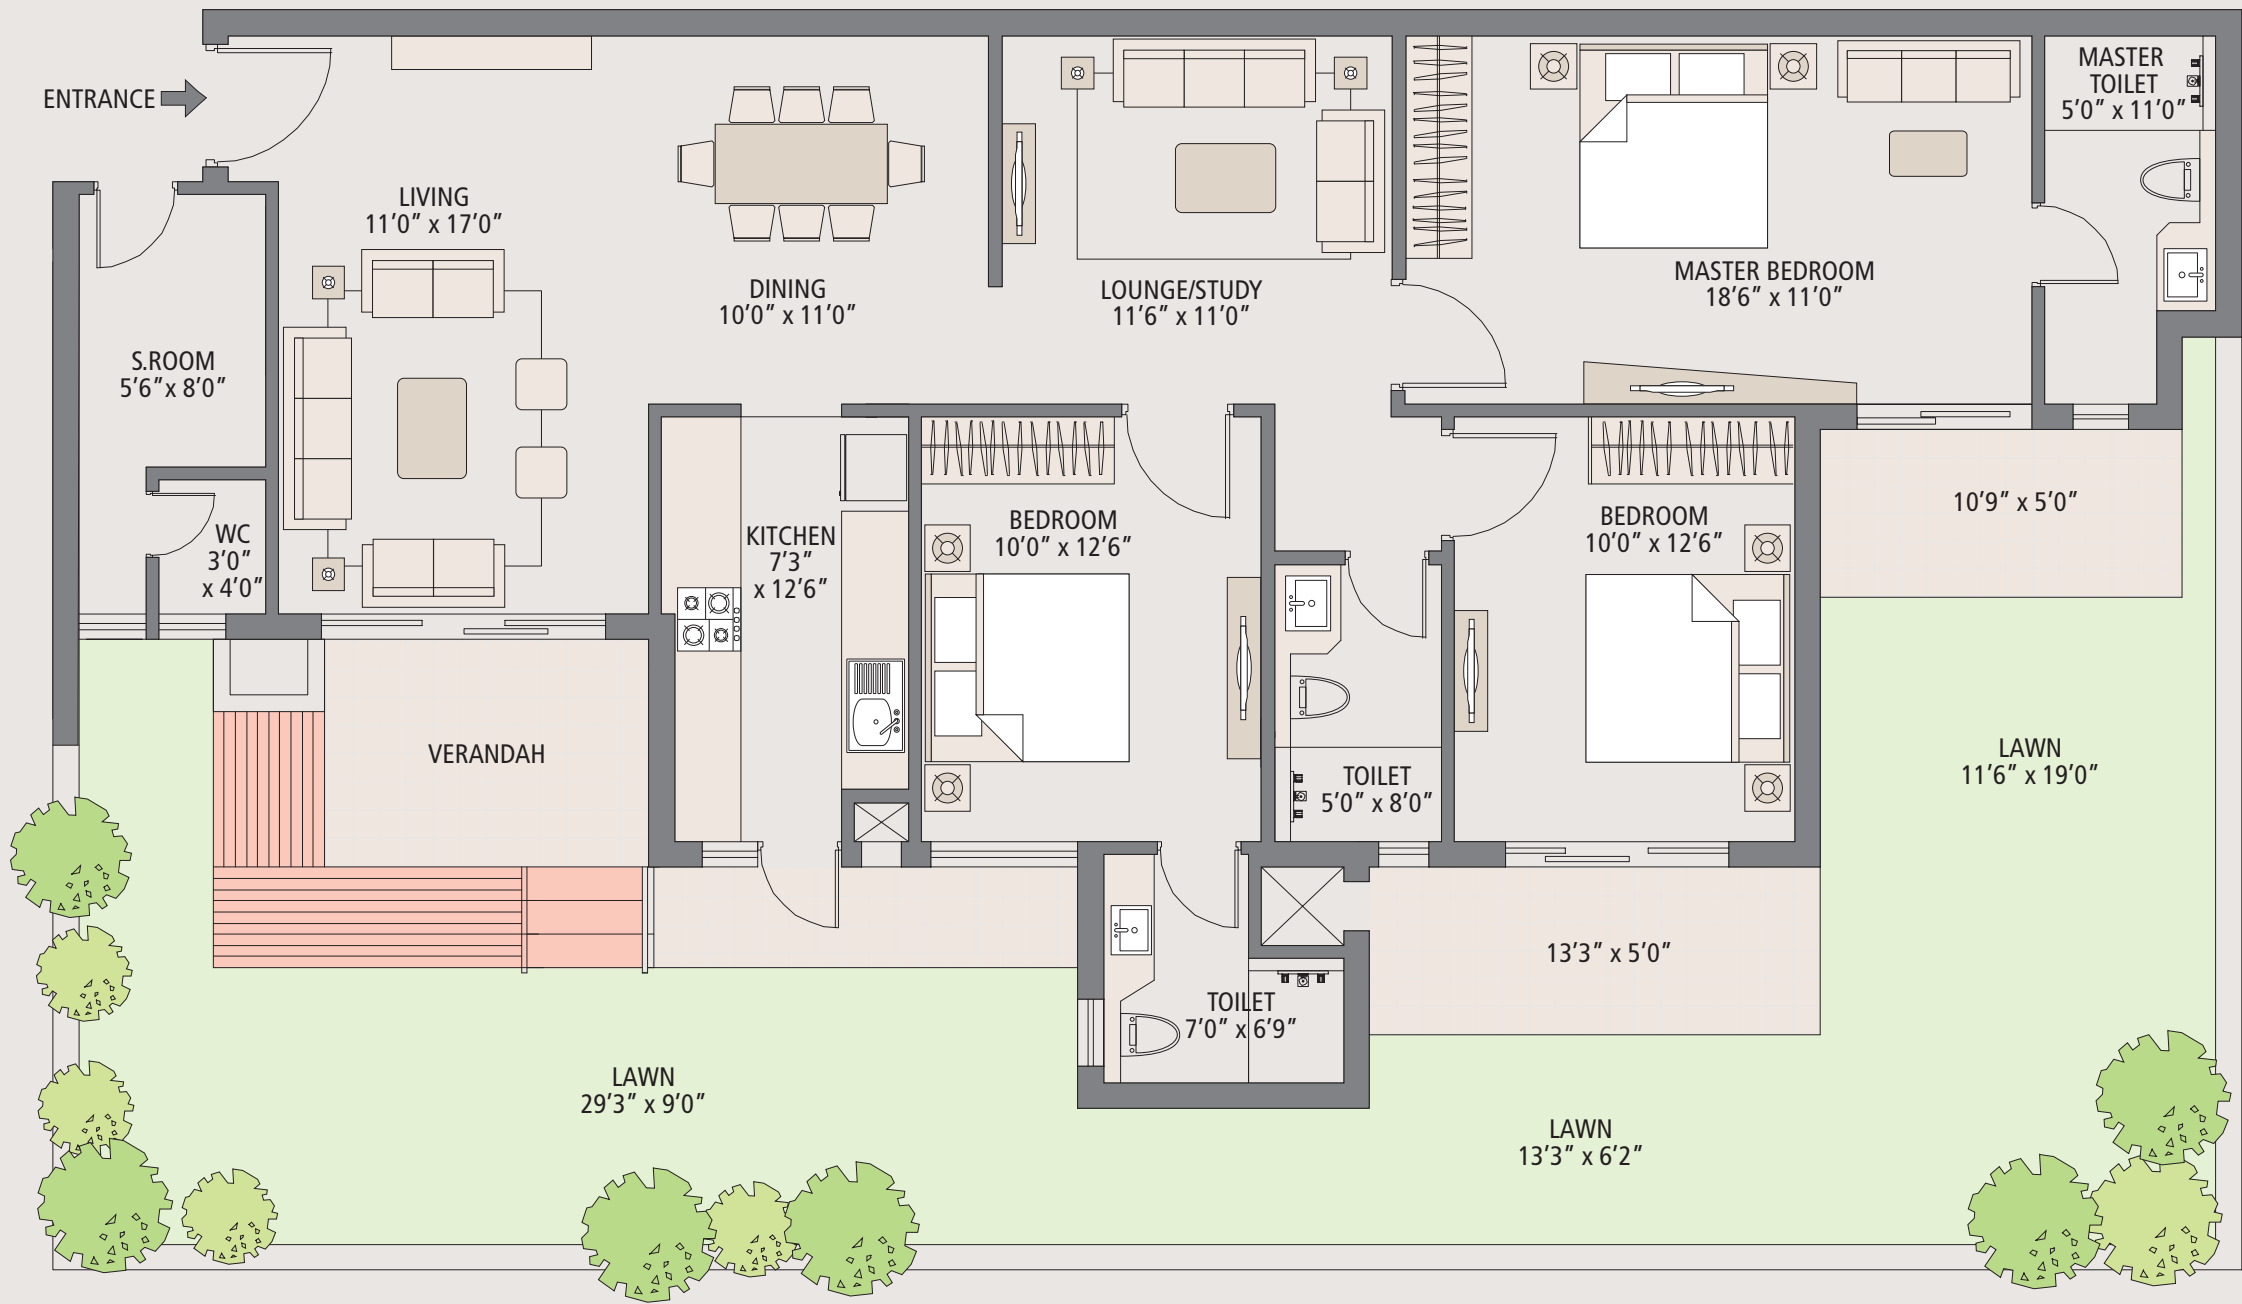 ENTRANCE
LIVING
11'0” x 17'0”
DINING
10'0” x 11'0”
LOUNGE/STUDY
11'6” x 11'0”
MASTER BEDROOM
18'6” x 11'0”
MASTER
TOILET
5'0” x 11'0”
S.ROOM
5'6”x 8'0”
WC
3'0”
x 4'0”
KITCHEN
7'3”
x 12'6”
BEDROOM
10'0” x 12'6”
BEDROOM
10'0” x 12'6”
10'9” x 5'0”
VERANDAH
TOILET
5'0” x 8'0”
LAWN
11'6” x 19'0”
13'3” x 5'0”
TOILET
7'0” x 6'9”
LAWN
29'3” x 9'0”
LAWN
13'3” x 6'2”